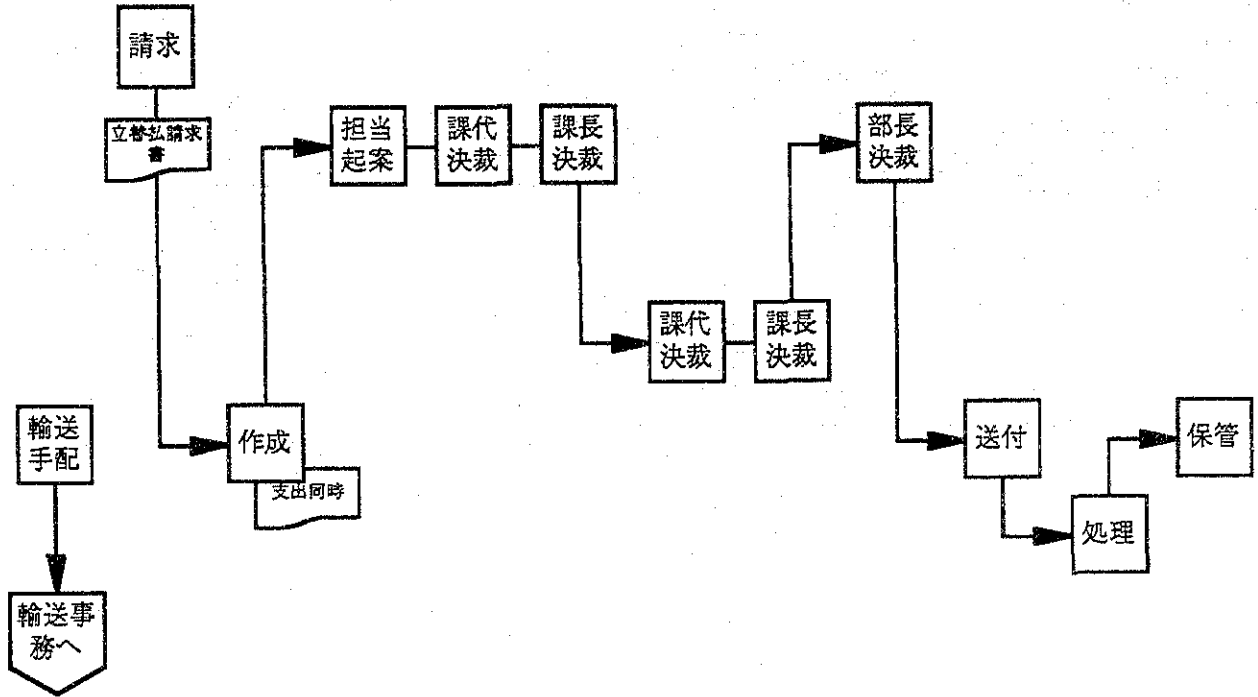 請求
立替払請求
書
担当
起案
課代
決裁
課長
決裁
部長
決裁
課代
決裁
課長
決裁
輸送
手配
作成
支出同時
送付
保管
処理
輸送事
務へ